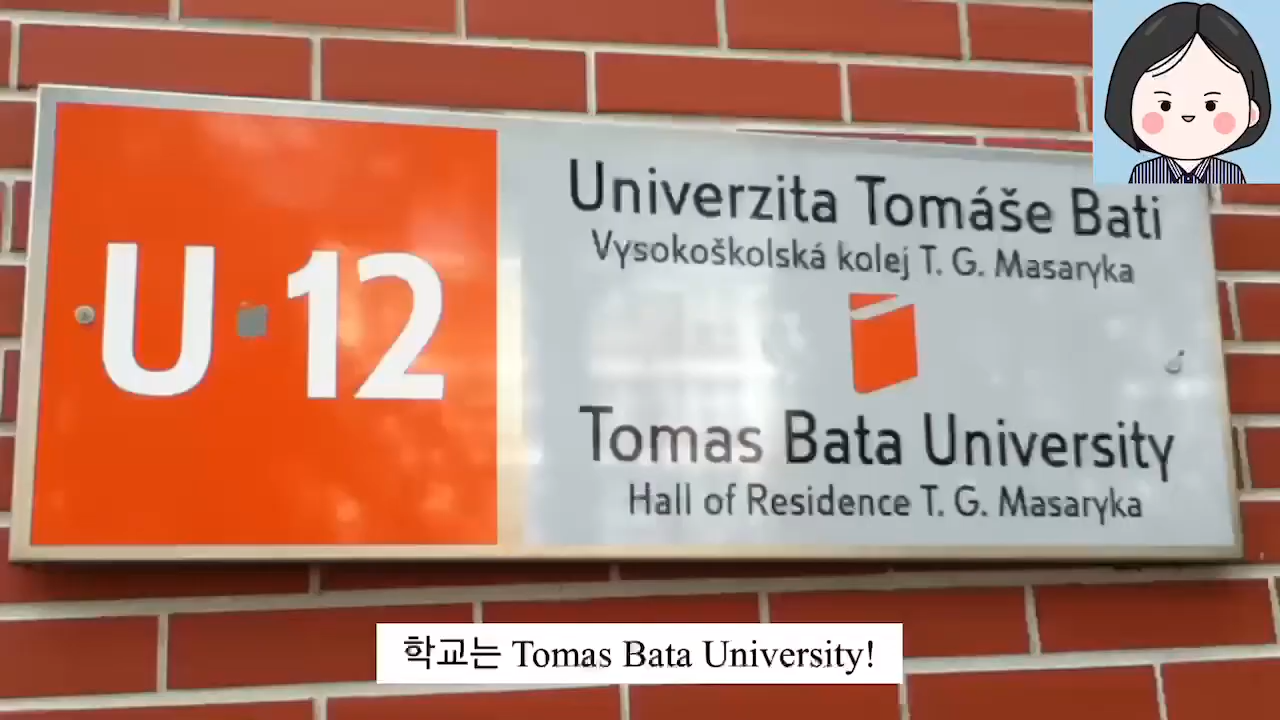 U 12
Univerzita Tomáše Bati
Vysokoškolská kolej T. G. Masaryka
Tomas Bata University
Hall of Residence T. G. Masaryka
학교는 Tomas Bata University!